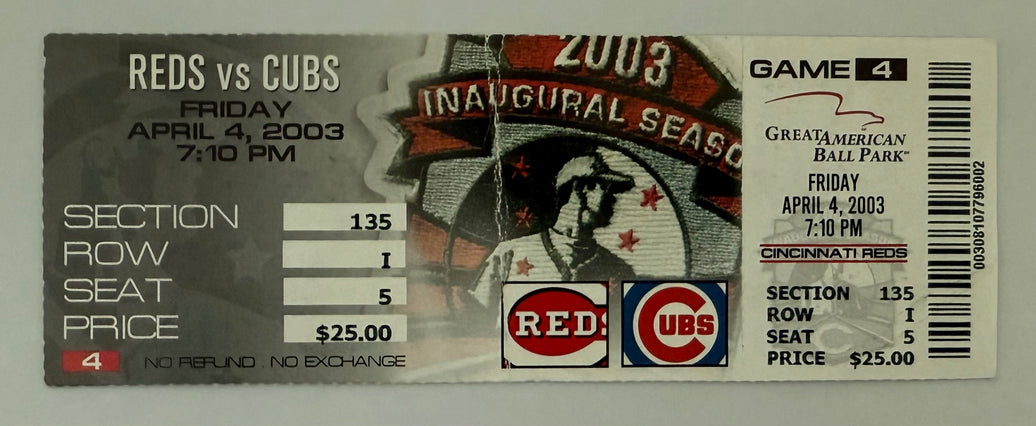 REDS vs CUBS
FRIDAY
APRIL 4, 2003
7:10 PM
SECTION 135
ROW I
SEAT 5
PRICE $25.00
4 NO REFUND . NO EXCHANGE
2003
INAUGURAL SEASO
REDS
CUBS
GAME 4
GREAT AMERICAN
BALL PARK™
FRIDAY
APRIL 4, 2003
7:10 PM
CINCINNATI REDS
SECTION 135
ROW I
SEAT 5
PRICE $25.00
00308107796002